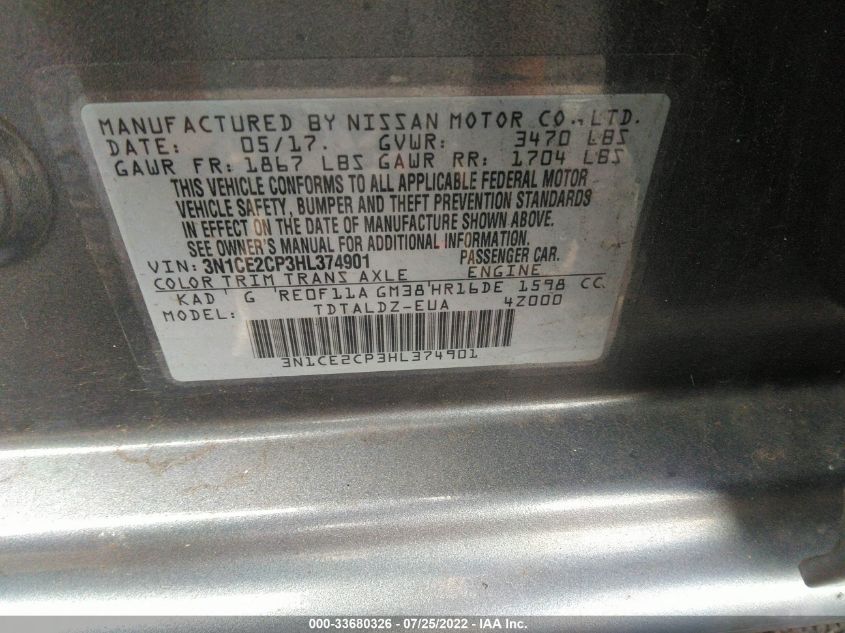 MANUFACTURED BY NISSAN MOTOR CO., LTD.
DATE: 05/17. GVWR: 3470 LBS
GAWR FR: 1867 LBS GAWR RR: 1704 LBS
THIS VEHICLE CONFORMS TO ALL APPLICABLE FEDERAL MOTOR
VEHICLE SAFETY, BUMPER AND THEFT PREVENTION STANDARDS
IN EFFECT ON THE DATE OF MANUFACTURE SHOWN ABOVE.
SEE OWNER'S MANUAL FOR ADDITIONAL INFORMATION.
VIN: 3N1CE2CP3HL374901 PASSENGER CAR.
COLOR TRIM TRANS AXLE ENGINE
KAD G 'RE0F11A GM38'HR16DE 1598 CC
MODEL: TDTALDZ-EUA 4Z000
3N1CE2CP3HL374901
000-33680326 - 07/25/2022 - IAA Inc.